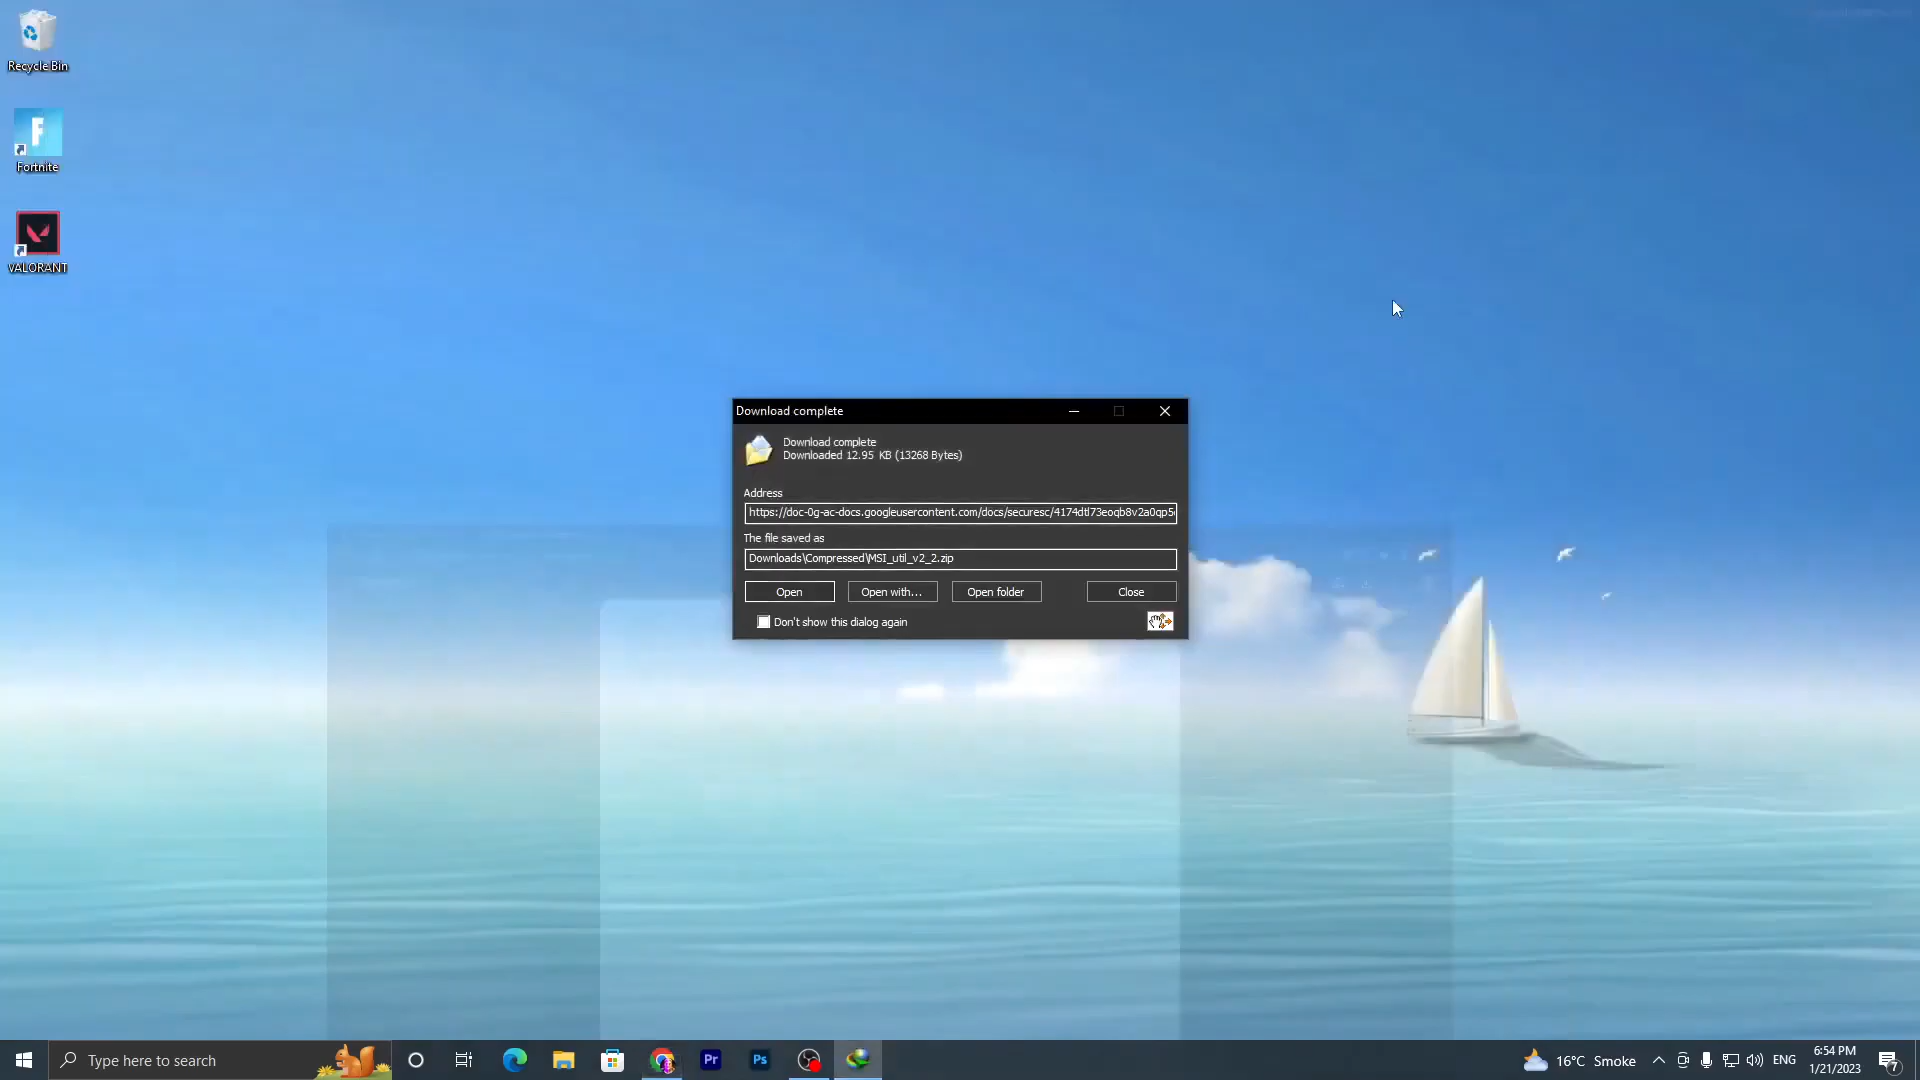 Recycle Bin
Fortnite
VALORANT
Download complete
Download complete
Downloaded 12.95 KB (13268 Bytes)
Address
https://doc-0g-ac-docs.googleusercontent.com/docs/securesc/4174dtl73eoqb8v2a0qp5
The file saved as
Downloads\Compressed\MSI_util_v2_2.zip
Open
Open with...
Open folder
Close
Don't show this dialog again
Type here to search
Pr
Ps
16°C Smoke
ENG
6:54 PM
1/21/2023
7